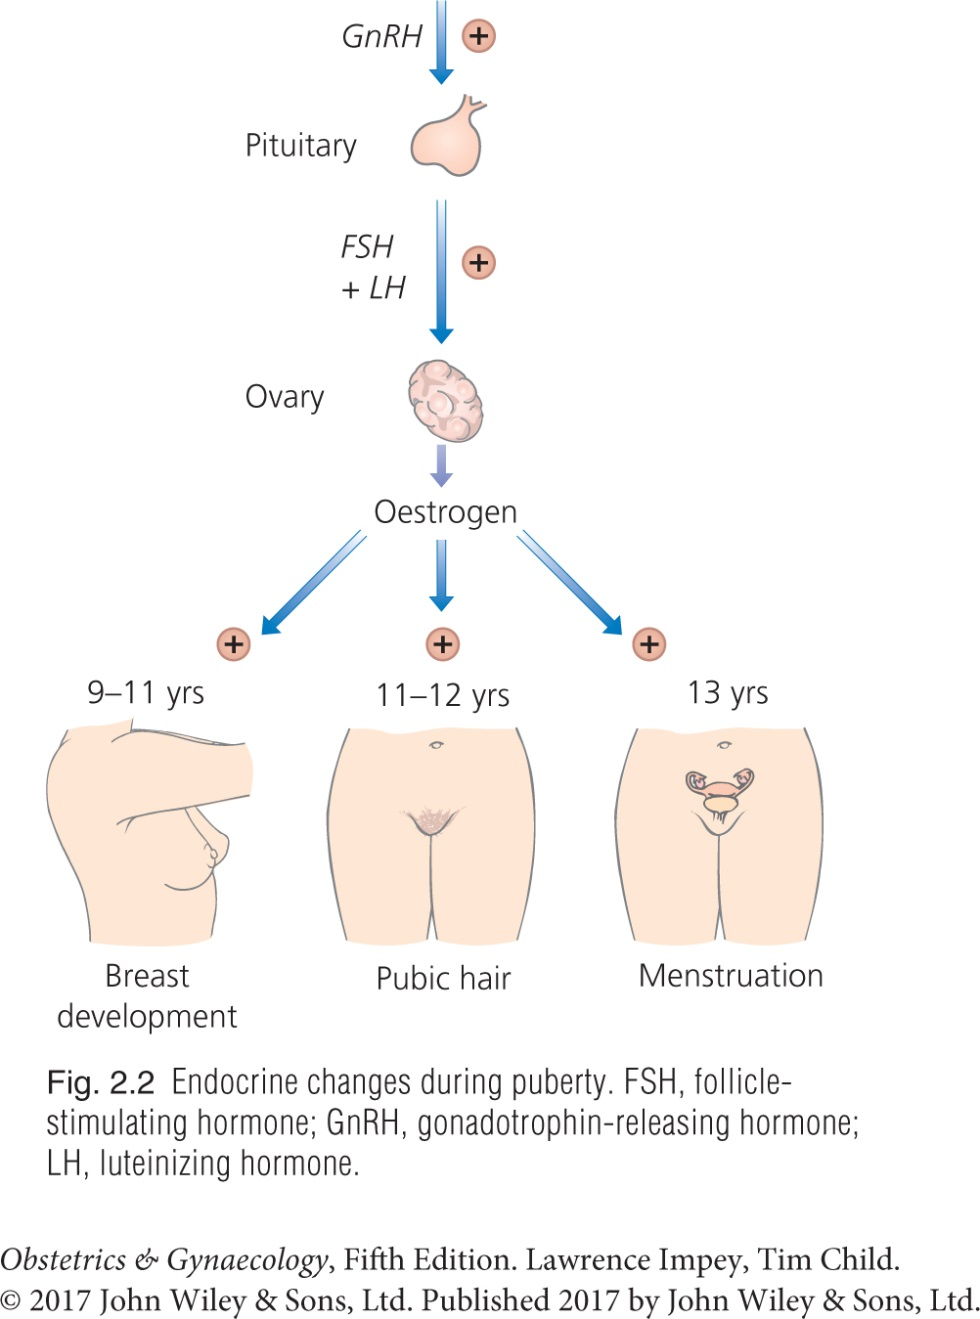 GnRH +
Pituitary
FSH
+ LH +
Ovary
Oestrogen
+ + +
9–11 yrs 11–12 yrs 13 yrs
Breast
development
Pubic hair
Menstruation
Fig. 2.2 Endocrine changes during puberty. FSH, follicle-
stimulating hormone; GnRH, gonadotrophin-releasing hormone;
LH, luteinizing hormone.
Obstetrics & Gynaecology, Fifth Edition. Lawrence Impey, Tim Child.
© 2017 John Wiley & Sons, Ltd. Published 2017 by John Wiley & Sons, Ltd.